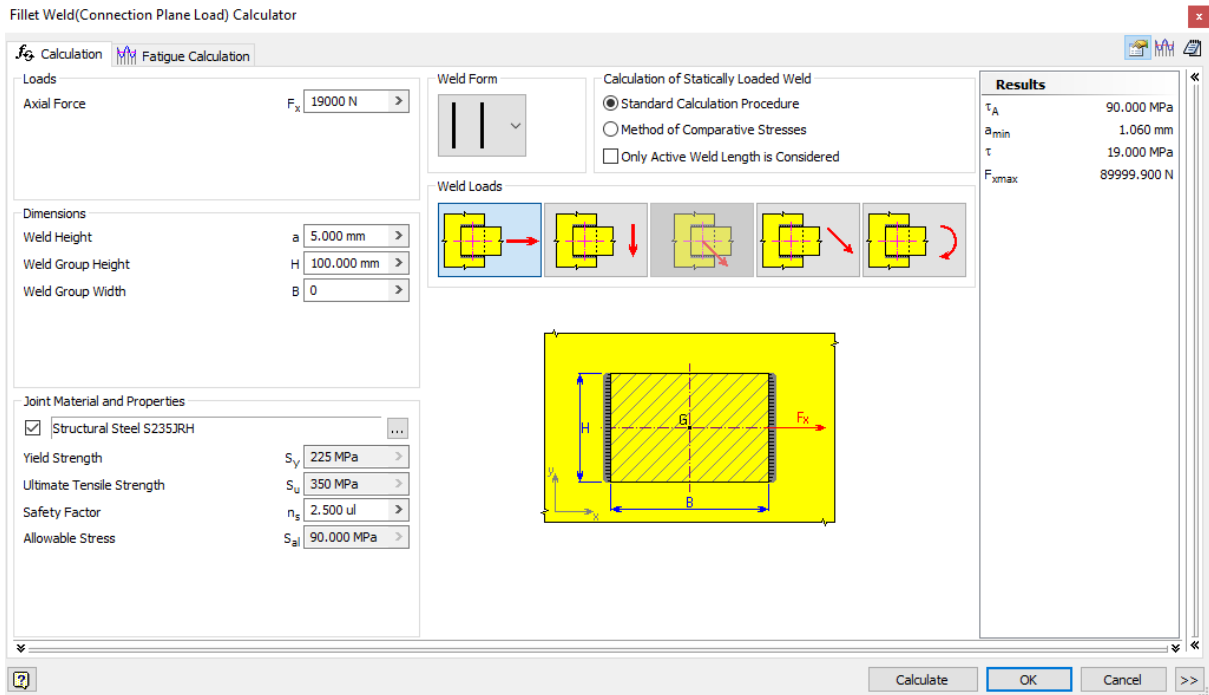 Fillet Weld(Connection Plane Load) Calculator
x
fG Calculation
Fatigue Calculation
Loads
Axial Force Fx 19000 N >
Dimensions
Weld Height a 5.000 mm >
Weld Group Height H 100.000 mm >
Weld Group Width B 0 >
Joint Material and Properties
Structural Steel S235JRH ...
Yield Strength Sy 225 MPa >
Ultimate Tensile Strength Su 350 MPa >
Safety Factor ns 2.500 ul >
Allowable Stress Sal 90.000 MPa >
Weld Form
Calculation of Statically Loaded Weld
Standard Calculation Procedure
Method of Comparative Stresses
Only Active Weld Length is Considered
Weld Loads
H
G
Fx
y
x
B
Results
τA 90.000 MPa
amin 1.060 mm
τ 19.000 MPa
Fxmax 89999.900 N
?
Calculate
OK
Cancel
>>